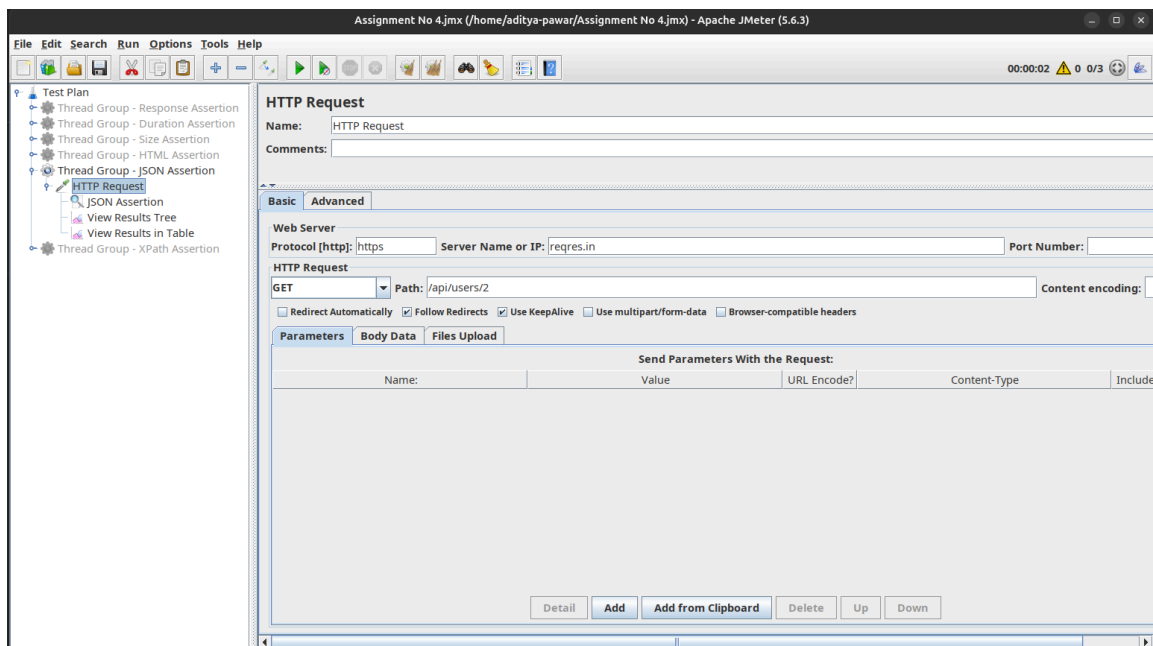 Assignment No 4.jmx (/home/aditya-pawar/Assignment No 4.jmx) - Apache JMeter (5.6.3)
File Edit Search Run Options Tools Help
00:00:02 0 0/3
Test Plan
Thread Group - Response Assertion
Thread Group - Duration Assertion
Thread Group - Size Assertion
Thread Group - HTML Assertion
Thread Group - JSON Assertion
HTTP Request
JSON Assertion
View Results Tree
View Results in Table
Thread Group - XPath Assertion
HTTP Request
Name: HTTP Request
Comments:
Basic Advanced
Web Server
Protocol [http]: https Server Name or IP: reqres.in Port Number:
HTTP Request
GET Path: /api/users/2 Content encoding:
Redirect Automatically Follow Redirects Use KeepAlive Use multipart/form-data Browser-compatible headers
Parameters Body Data Files Upload
Send Parameters With the Request:
Name: Value URL Encode? Content-Type Include
Detail Add Add from Clipboard Delete Up Down